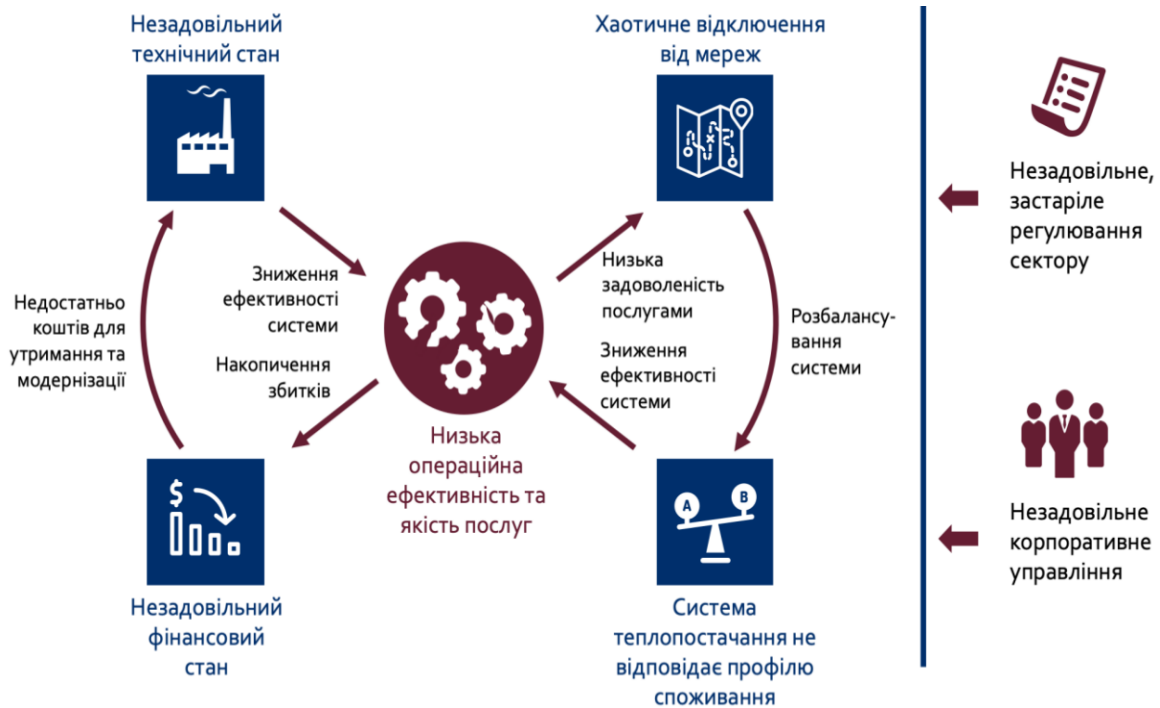 Незадовільний
технічний стан
Хаотичне відключення
від мереж
Незадовільне,
застаріле
регулювання
сектору
Недостатньо
коштів для
утримання та
модернізації
Зниження
ефективності
системи
Накопичення
збитків
Низька
задоволеність
послугами
Зниження
ефективності
системи
Розбалансу-
вання
системи
Низька
операційна
ефективність та
якість послуг
$
A
B
Незадовільне
корпоративне
управління
Незадовільний
фінансовий
стан
Система
теплопостачання не
відповідає профілю
споживання